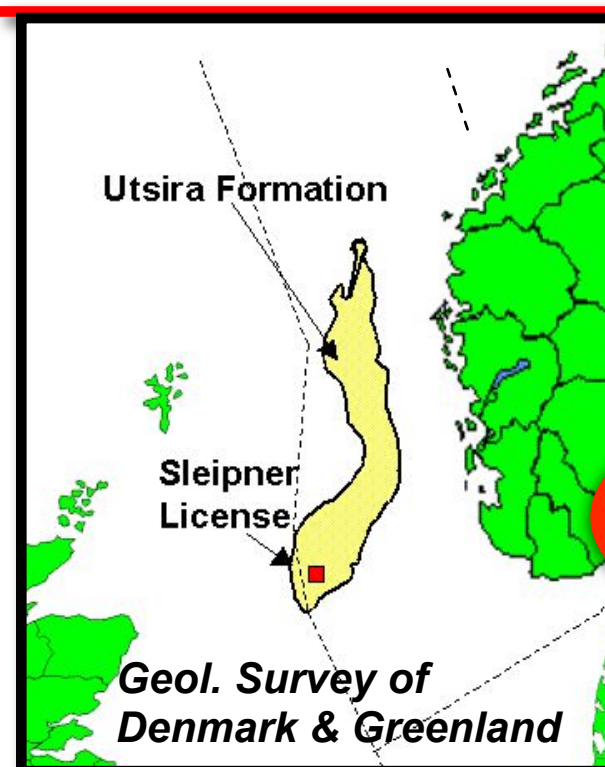 Utsira Formation
Sleipner
License
Geol. Survey of
Denmark & Greenland